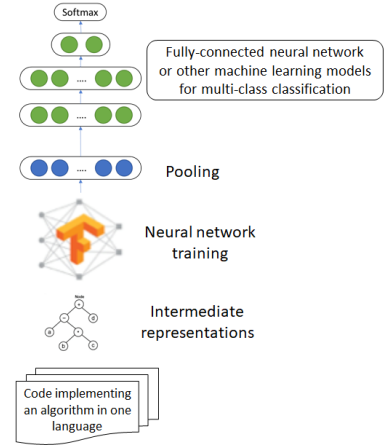 Softmax
Fully-connected neural network
or other machine learning models
for multi-class classification
....
....
....
Pooling
Neural network
training
Node
Intermediate
representations
+
−
d
a
b
c
Code implementing
an algorithm in one
language